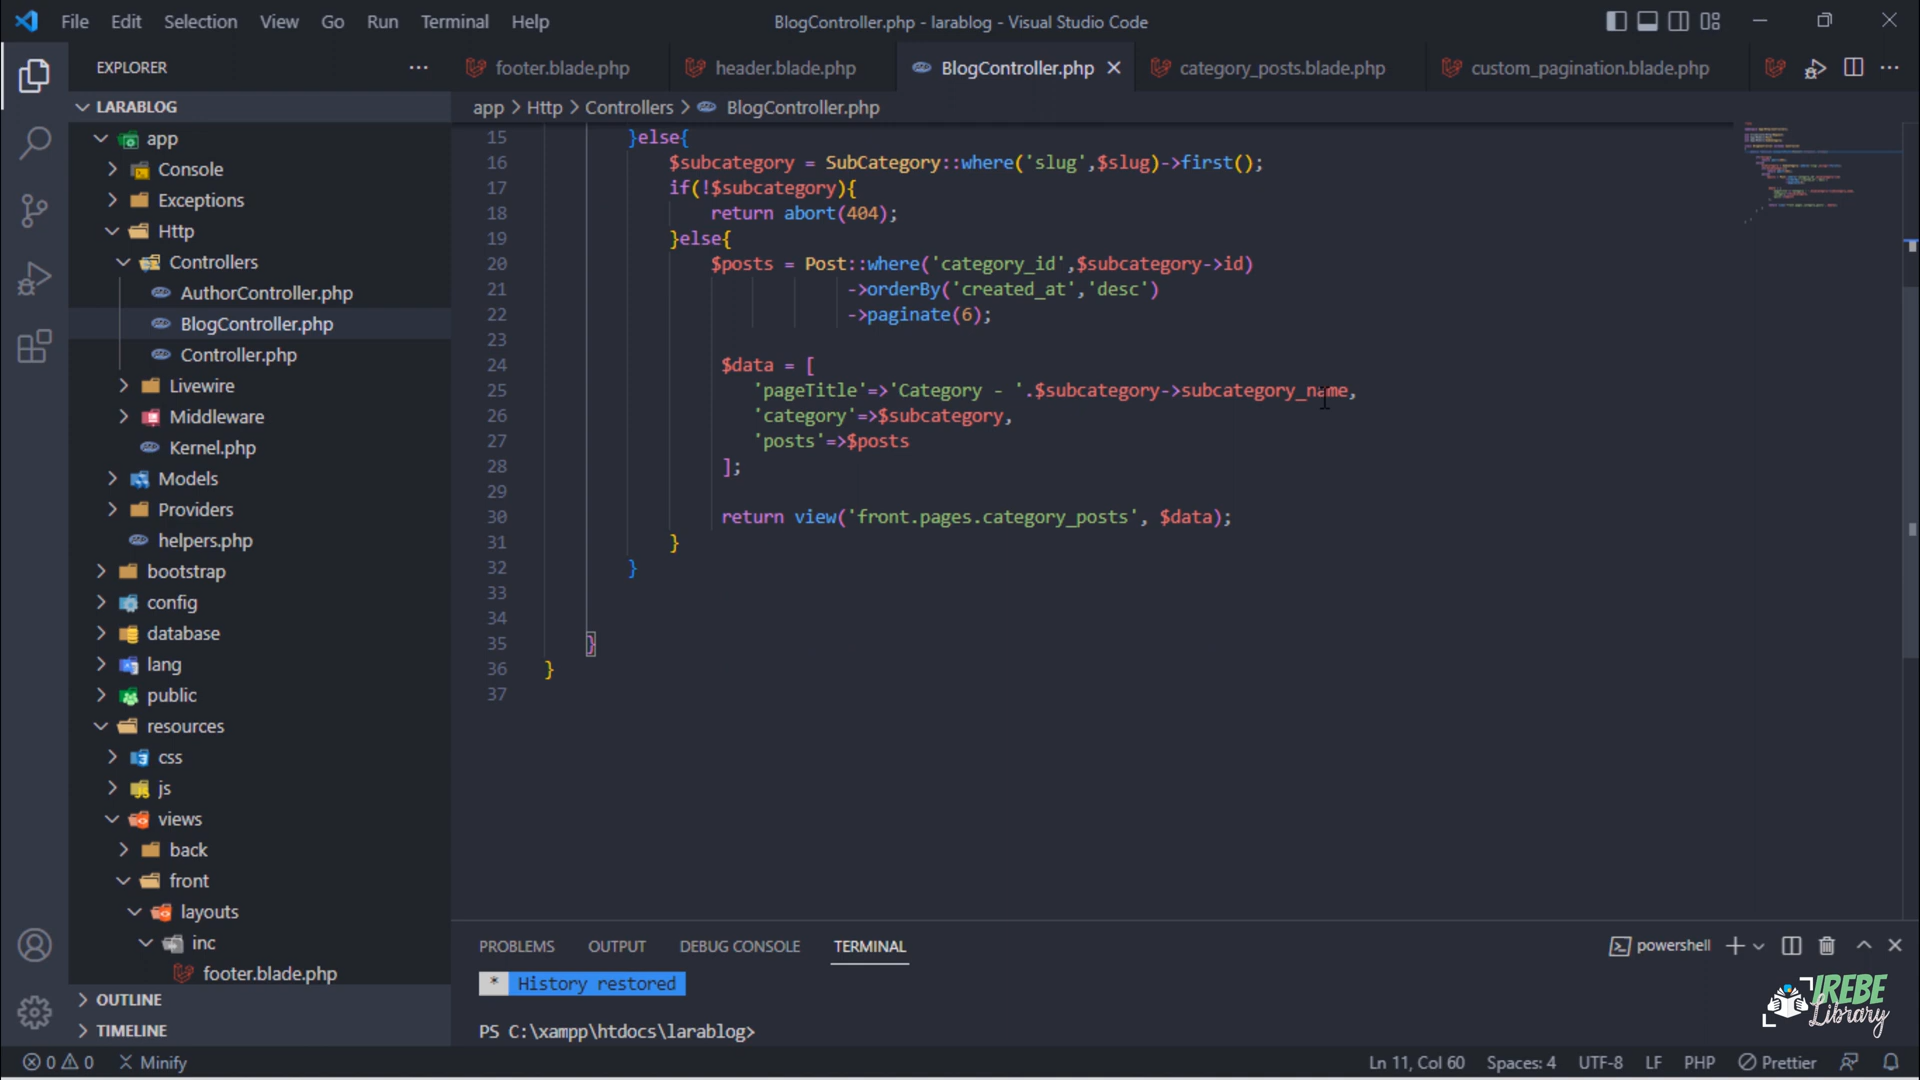 File Edit Selection View Go Run Terminal Help
BlogController.php - larablog - Visual Studio Code
EXPLORER
footer.blade.php
header.blade.php
BlogController.php
category_posts.blade.php
custom_pagination.blade.php
LARABLOG
app > Http > Controllers > BlogController.php
app
Console
Exceptions
Http
Controllers
AuthorController.php
BlogController.php
Controller.php
Livewire
Middleware
Kernel.php
Models
Providers
helpers.php
bootstrap
config
database
lang
public
resources
css
js
views
back
front
layouts
inc
footer.blade.php
OUTLINE
TIMELINE
15 }else{
16 $subcategory = SubCategory::where('slug',$slug)->first();
17 if(!$subcategory){
18 return abort(404);
19 }else{
20 $posts = Post::where('category_id',$subcategory->id)
21 ->orderBy('created_at','desc')
22 ->paginate(6);
23
24 $data = [
25 'pageTitle'=>'Category - '.$subcategory->subcategory_name,
26 'category'=>$subcategory,
27 'posts'=>$posts
28 ];
29
30 return view('front.pages.category_posts', $data);
31 }
32 }
33
34
35 }
36 }
37
PROBLEMS OUTPUT DEBUG CONSOLE TERMINAL
powershell
* History restored
PS C:\xampp\htdocs\larablog>
IREBE
Library
0 0 Minify
Ln 11, Col 60 Spaces: 4 UTF-8 LF PHP Prettier